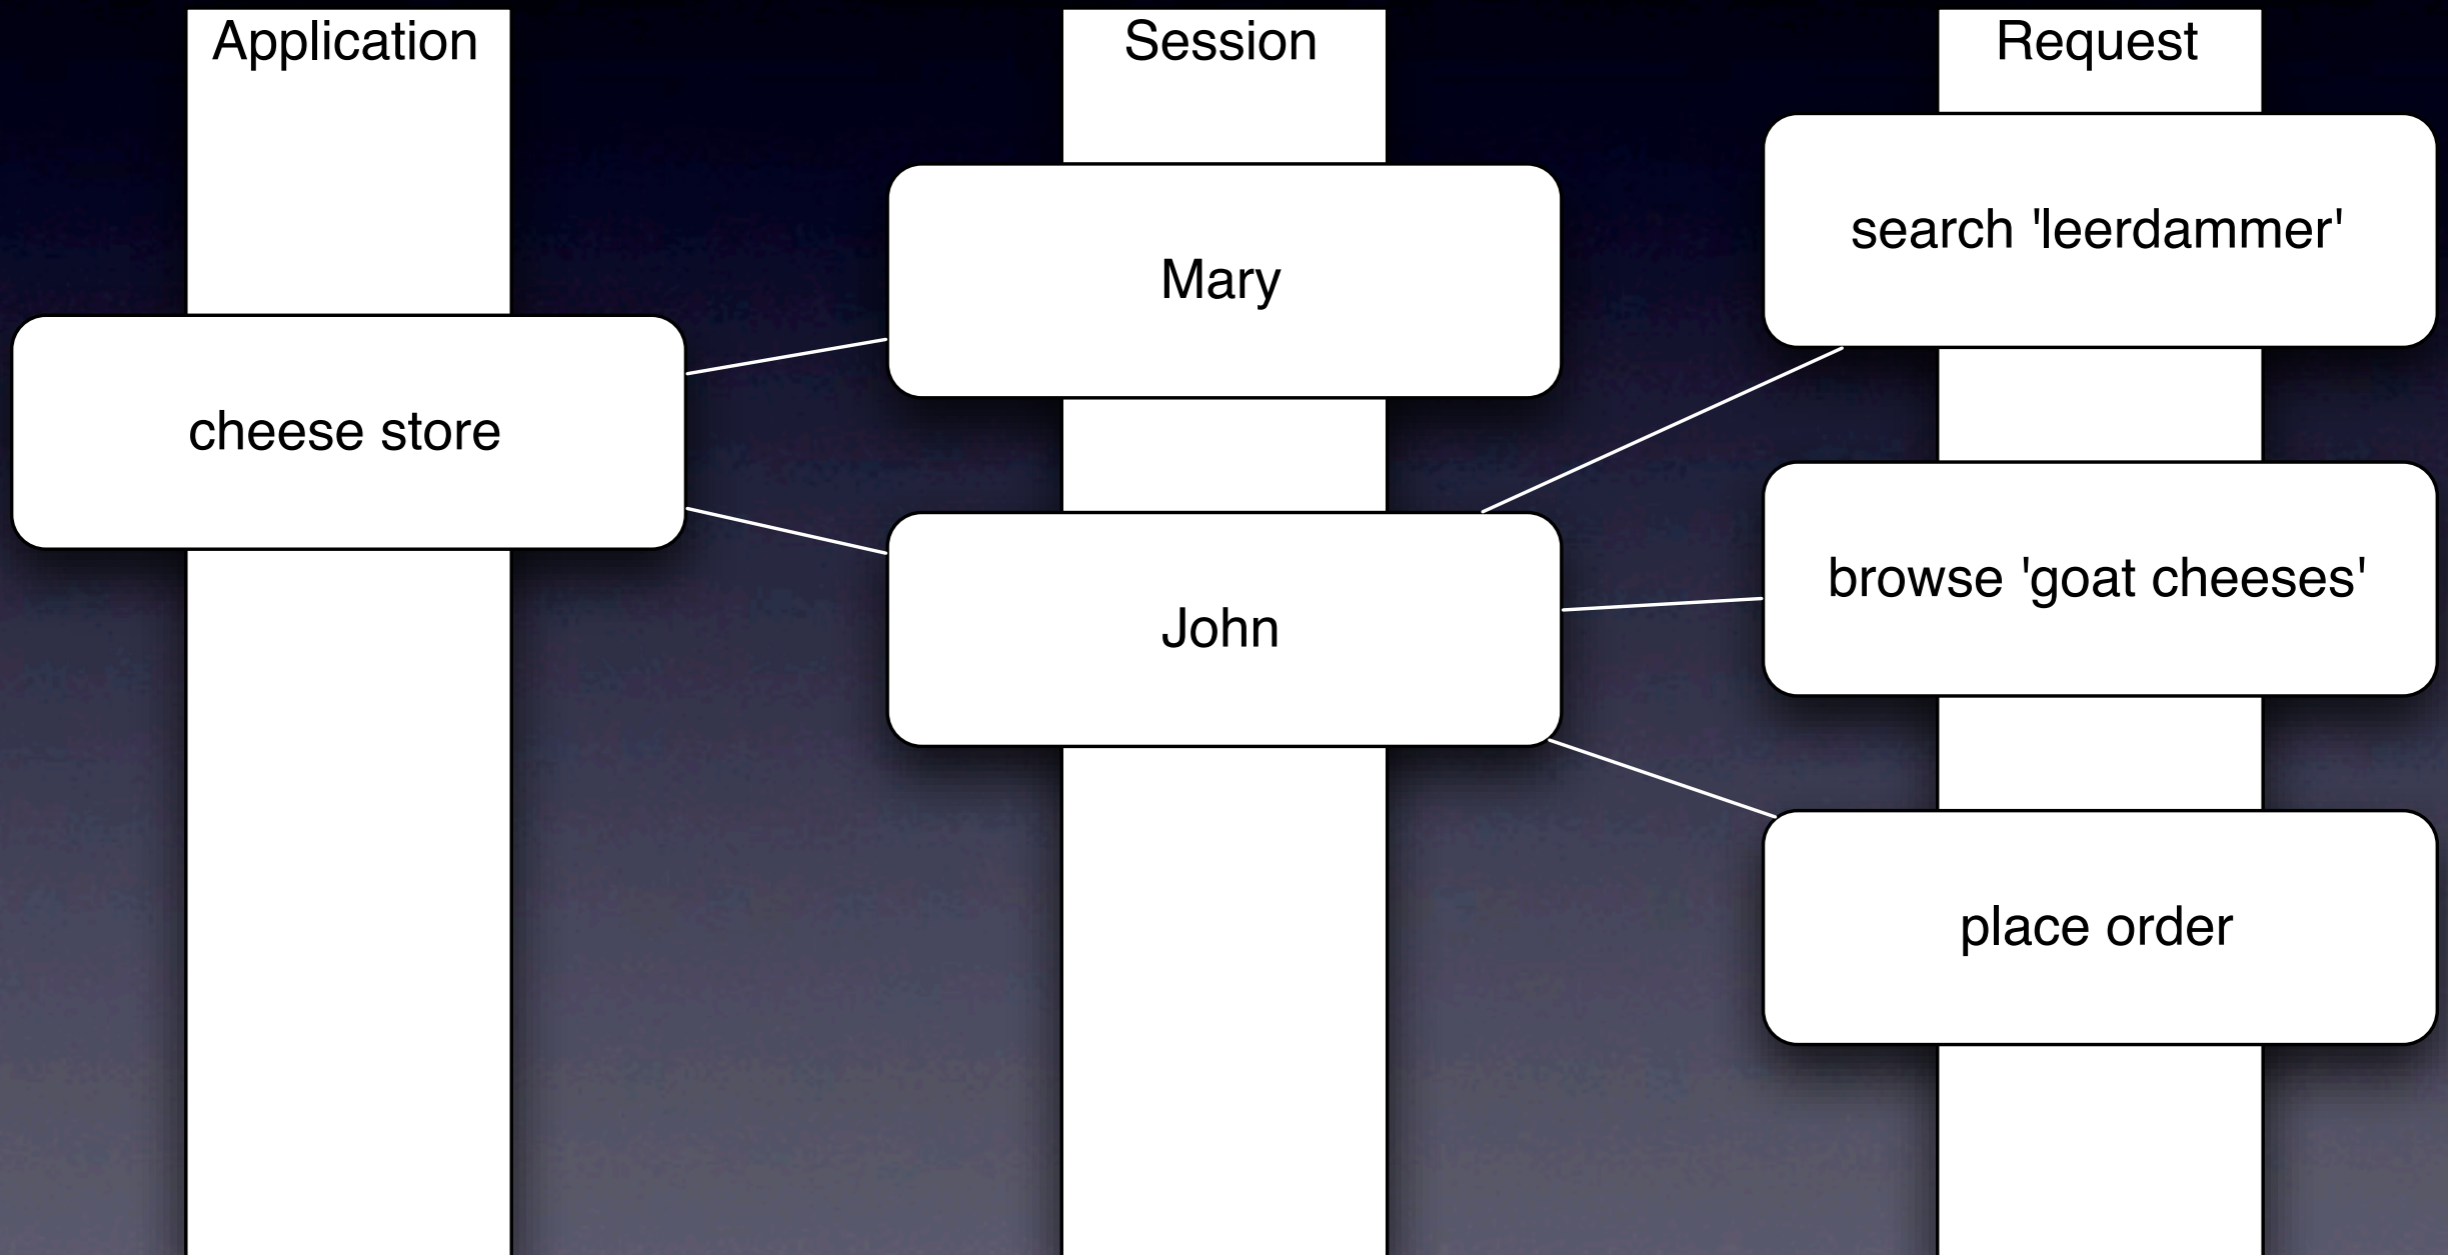 Application
Session
Request
cheese store
Mary
John
search 'leerdammer'
browse 'goat cheeses'
place order